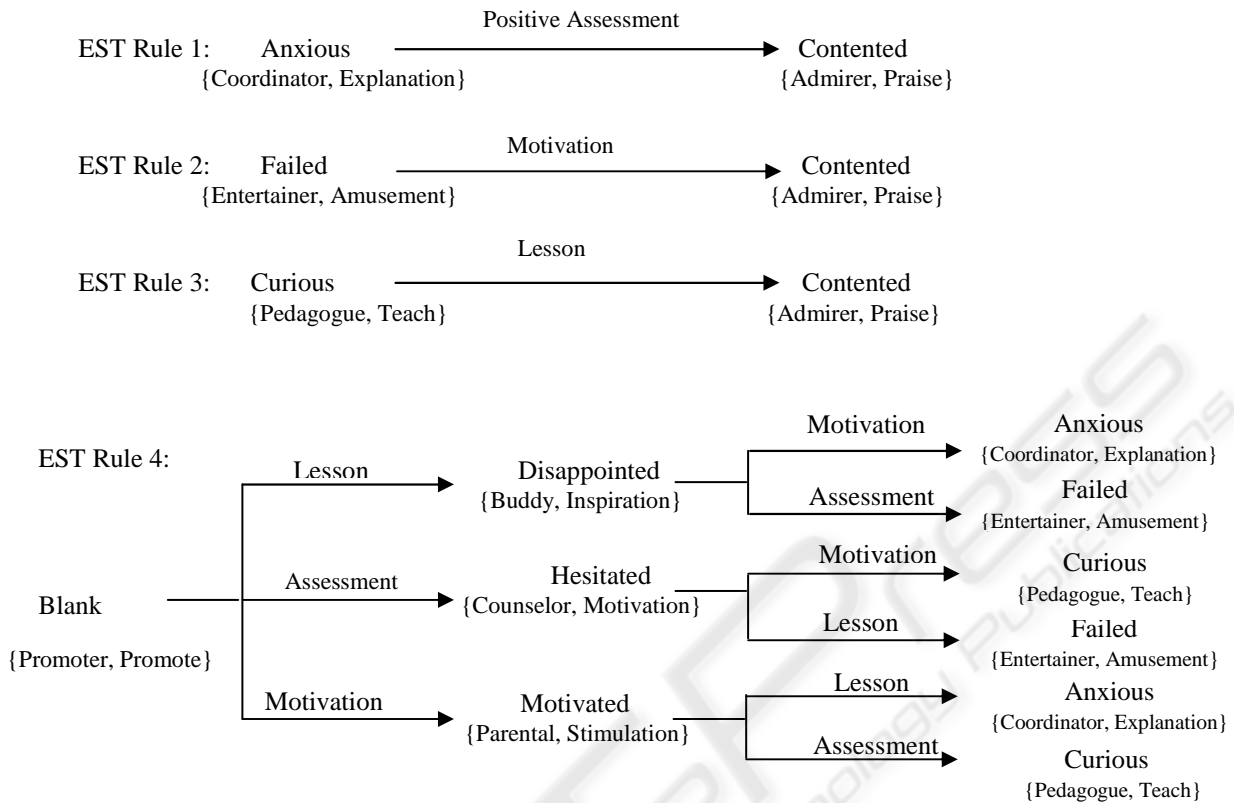 Positive Assessment
EST Rule 1: Anxious Contented
{Coordinator, Explanation} {Admirer, Praise}
Motivation
EST Rule 2: Failed Contented
{Entertainer, Amusement} {Admirer, Praise}
Lesson
EST Rule 3: Curious Contented
{Pedagogue, Teach} {Admirer, Praise}
EST Rule 4:
Blank
{Promoter, Promote}
Lesson
Disappointed
{Buddy, Inspiration}
Motivation
Anxious
{Coordinator, Explanation}
Assessment
Failed
{Entertainer, Amusement}
Assessment
Hesitated
{Counselor, Motivation}
Motivation
Curious
{Pedagogue, Teach}
Lesson
Failed
{Entertainer, Amusement}
Motivation
Motivated
{Parental, Stimulation}
Lesson
Anxious
{Coordinator, Explanation}
Assessment
Curious
{Pedagogue, Teach}
Press
Publications